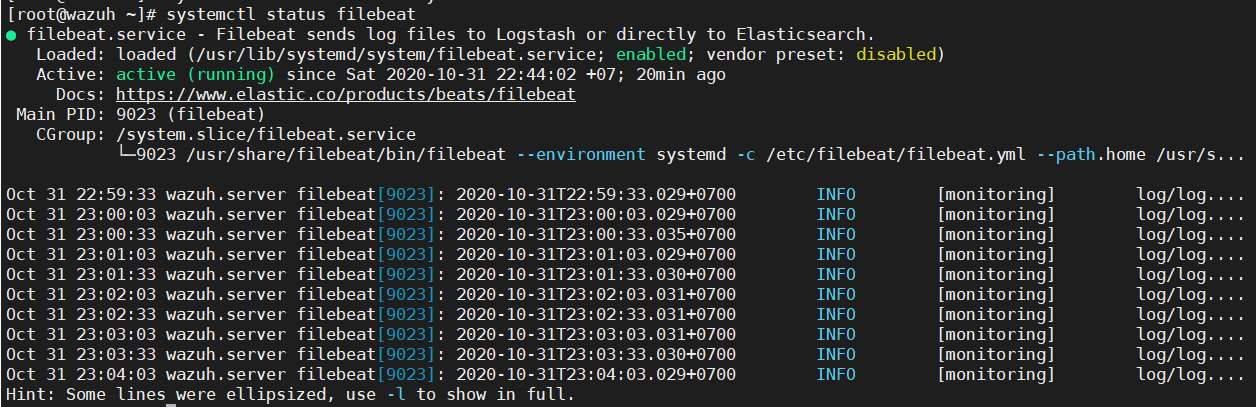 [root@wazuh ~]# systemctl status filebeat
● filebeat.service - Filebeat sends log files to Logstash or directly to Elasticsearch.
   Loaded: loaded (/usr/lib/systemd/system/filebeat.service; enabled; vendor preset: disabled)
   Active: active (running) since Sat 2020-10-31 22:44:02 +07; 20min ago
     Docs: https://www.elastic.co/products/beats/filebeat
 Main PID: 9023 (filebeat)
   CGroup: /system.slice/filebeat.service
           └─9023 /usr/share/filebeat/bin/filebeat --environment systemd -c /etc/filebeat/filebeat.yml --path.home /usr/s...
Oct 31 22:59:33 wazuh.server filebeat[9023]: 2020-10-31T22:59:33.029+0700        INFO        [monitoring]        log/log....
Oct 31 23:00:03 wazuh.server filebeat[9023]: 2020-10-31T23:00:03.029+0700        INFO        [monitoring]        log/log....
Oct 31 23:00:33 wazuh.server filebeat[9023]: 2020-10-31T23:00:33.035+0700        INFO        [monitoring]        log/log....
Oct 31 23:01:03 wazuh.server filebeat[9023]: 2020-10-31T23:01:03.029+0700        INFO        [monitoring]        log/log....
Oct 31 23:01:33 wazuh.server filebeat[9023]: 2020-10-31T23:01:33.030+0700        INFO        [monitoring]        log/log....
Oct 31 23:02:03 wazuh.server filebeat[9023]: 2020-10-31T23:02:03.031+0700        INFO        [monitoring]        log/log....
Oct 31 23:02:33 wazuh.server filebeat[9023]: 2020-10-31T23:02:33.031+0700        INFO        [monitoring]        log/log....
Oct 31 23:03:03 wazuh.server filebeat[9023]: 2020-10-31T23:03:03.031+0700        INFO        [monitoring]        log/log....
Oct 31 23:03:33 wazuh.server filebeat[9023]: 2020-10-31T23:03:33.030+0700        INFO        [monitoring]        log/log....
Oct 31 23:04:03 wazuh.server filebeat[9023]: 2020-10-31T23:04:03.029+0700        INFO        [monitoring]        log/log....
Hint: Some lines were ellipsized, use -l to show in full.